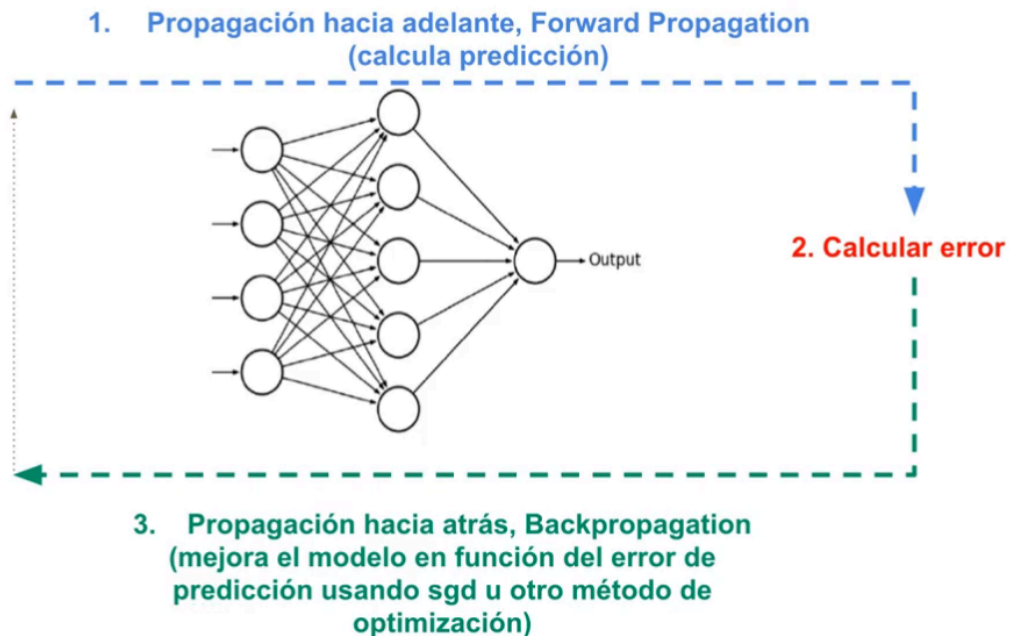 1. Propagación hacia adelante, Forward Propagation
(calcula predicción)
Output
2. Calcular error
3. Propagación hacia atrás, Backpropagation
(mejora el modelo en función del error de
predicción usando sgd u otro método de
optimización)